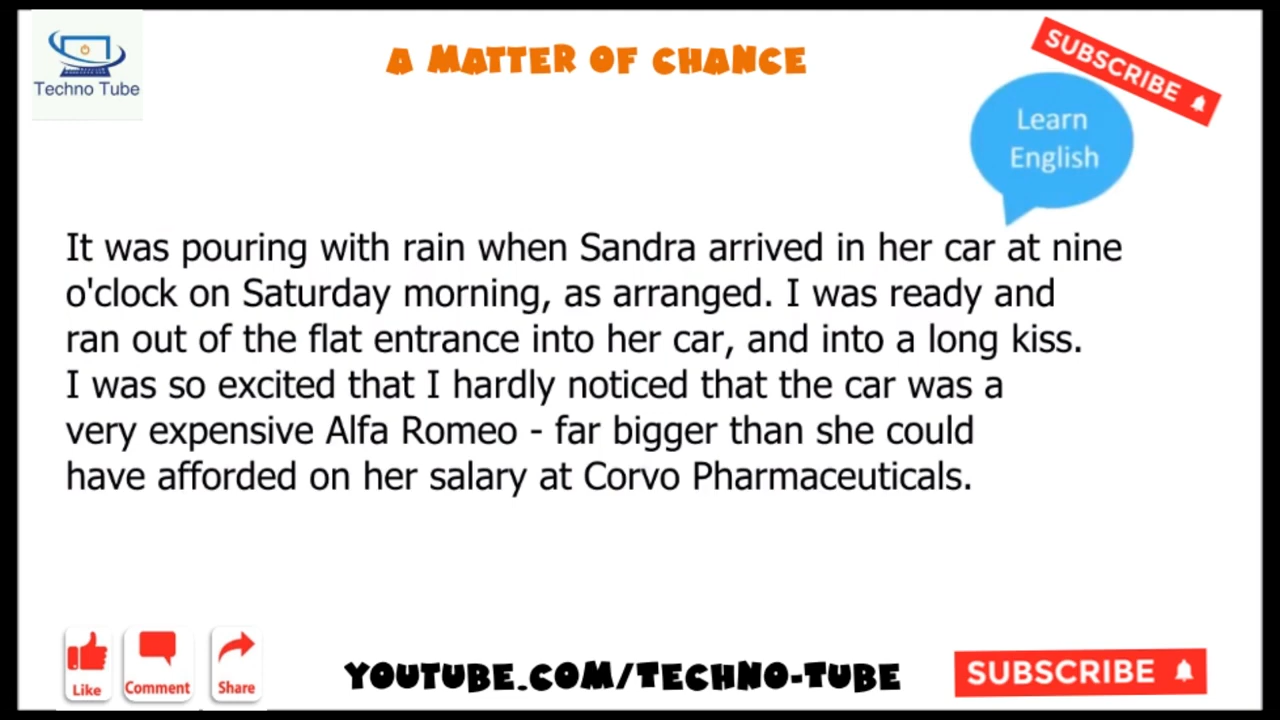 Techno Tube
A MATTER OF CHANCE
SUBSCRIBE
Learn
English
It was pouring with rain when Sandra arrived in her car at nine
o'clock on Saturday morning, as arranged. I was ready and
ran out of the flat entrance into her car, and into a long kiss.
I was so excited that I hardly noticed that the car was a
very expensive Alfa Romeo - far bigger than she could
have afforded on her salary at Corvo Pharmaceuticals.
Like
Comment
Share
YOUTUBE.COM/TECHNO-TUBE
SUBSCRIBE